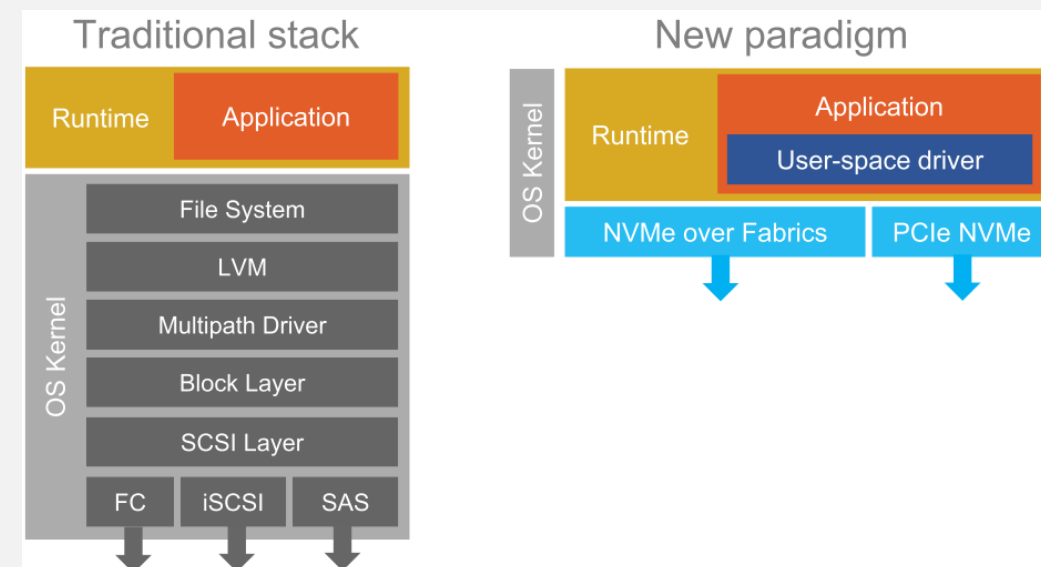 Traditional stack
Runtime
Application
OS Kernel
File System
LVM
Multipath Driver
Block Layer
SCSI Layer
FC
iSCSI
SAS
New paradigm
OS Kernel
Runtime
Application
User-space driver
NVMe over Fabrics
PCIe NVMe